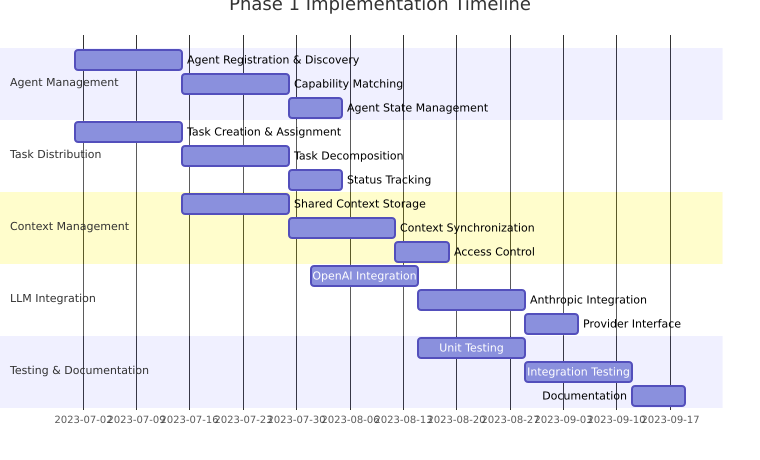 Phase 1 Implementation Timeline
Agent Registration & Discovery
Agent Management
Capability Matching
Agent State Management
Task Creation & Assignment
Task Distribution
Task Decomposition
Status Tracking
Shared Context Storage
Context Management
Context Synchronization
Access Control
OpenAI Integration
LLM Integration
Anthropic Integration
Provider Interface
Unit Testing
Testing & Documentation
Integration Testing
Documentation
2023-07-02 2023-07-09 2023-07-16 2023-07-23 2023-07-30 2023-08-06 2023-08-13 2023-08-20 2023-08-27 2023-09-03 2023-09-10 2023-09-17